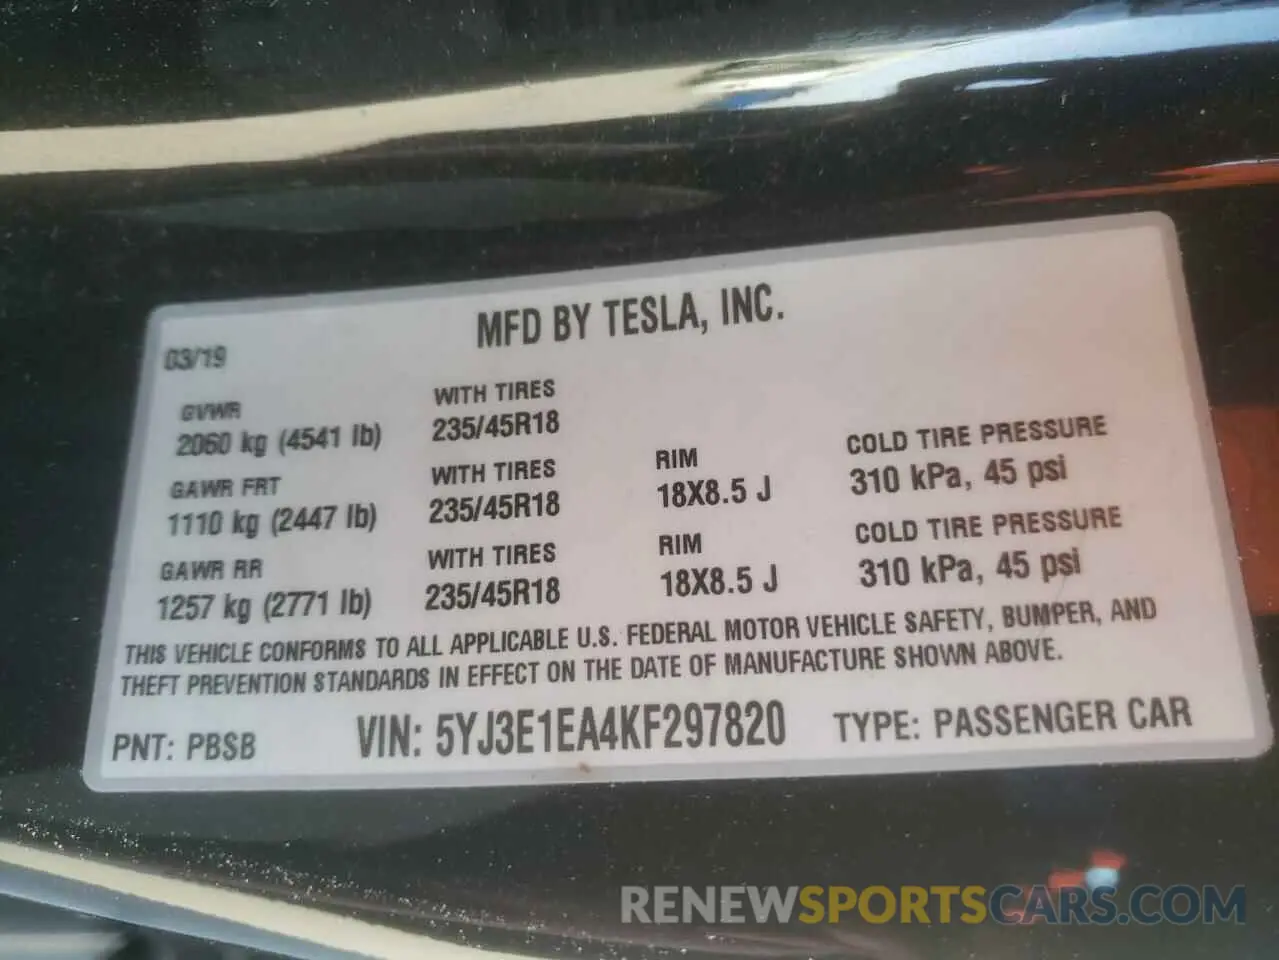 MFD BY TESLA, INC.
03/19
GVWR WITH TIRES
2060 kg (4541 lb) 235/45R18
GAWR FRT WITH TIRES RIM COLD TIRE PRESSURE
1110 kg (2447 lb) 235/45R18 18X8.5 J 310 kPa, 45 psi
GAWR RR WITH TIRES RIM COLD TIRE PRESSURE
1257 kg (2771 lb) 235/45R18 18X8.5 J 310 kPa, 45 psi
THIS VEHICLE CONFORMS TO ALL APPLICABLE U.S. FEDERAL MOTOR VEHICLE SAFETY, BUMPER, AND
THEFT PREVENTION STANDARDS IN EFFECT ON THE DATE OF MANUFACTURE SHOWN ABOVE.
PNT: PBSB VIN: 5YJ3E1EA4KF297820 TYPE: PASSENGER CAR
RENEWSPORTSCARS.COM